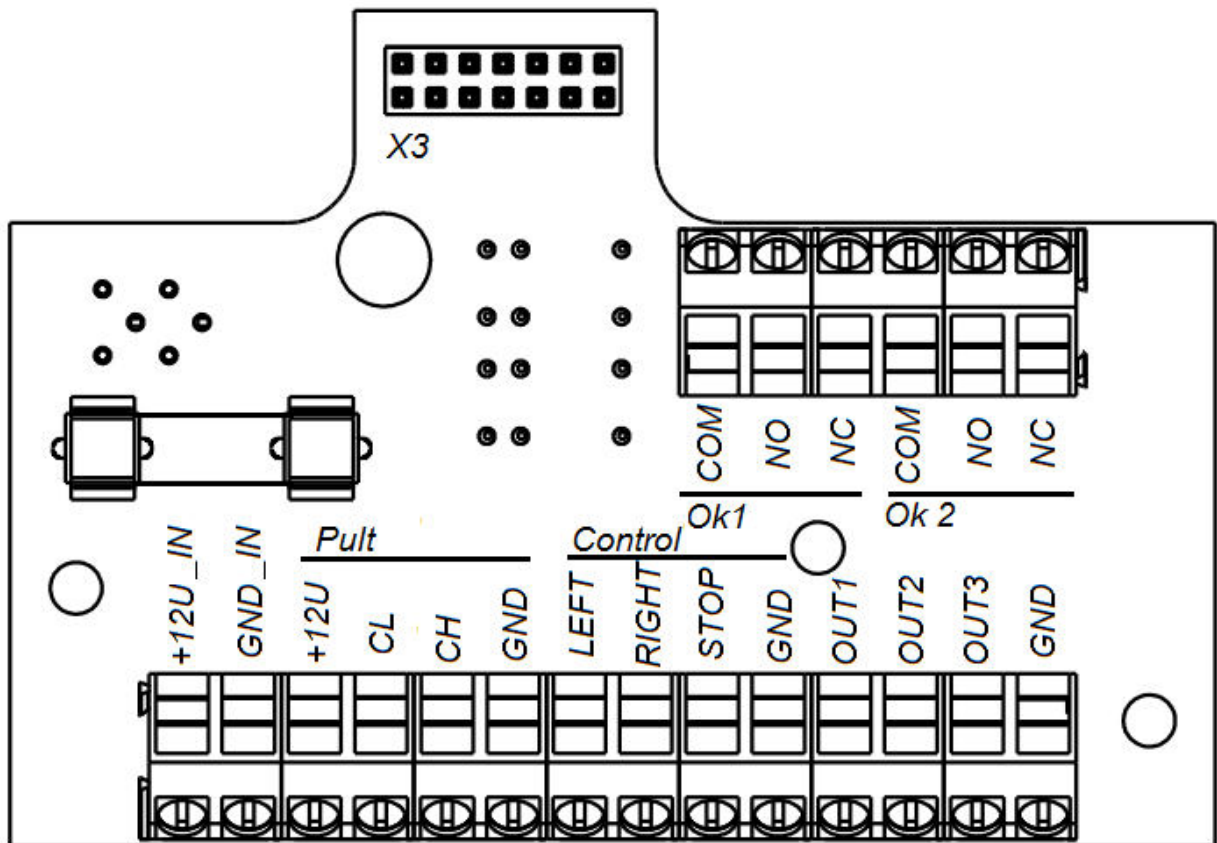 X3
COM NO NC COM NO NC
Ok1 Ok 2
Pult Control
+12U_IN GND_IN +12U CL CH GND LEFT RIGHT STOP GND OUT1 OUT2 OUT3 GND